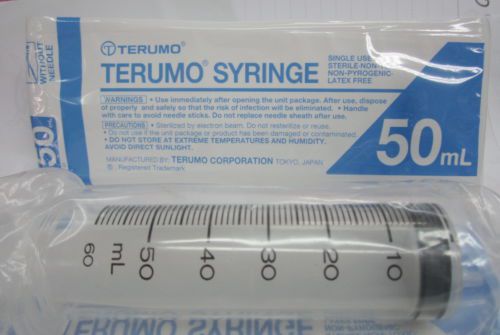 WITHOUT
NEEDLE
TERUMO®
TERUMO® SYRINGE
SINGLE USE
STERILE-NON-
NON-PYROGENIC-
LATEX FREE
WARNINGS • Use immediately after opening the unit package. After use, dispose
of properly and safely so that the risk of infection will be eliminated. • Handle
with care to avoid needle sticks. Do not replace needle sheath after use.
PRECAUTIONS • Sterilized by electron beam. Do not resterilize or reuse.
• Do not use if the unit package or product has been damaged or contaminated.
• DO NOT STORE AT EXTREME TEMPERATURES AND HUMIDITY.
AVOID DIRECT SUNLIGHT.
MANUFACTURED BY: TERUMO CORPORATION TOKYO, JAPAN
®, Registered Trademark
50mL
50
60
mL
50
40
30
20
10
TERUMO SYRINGE